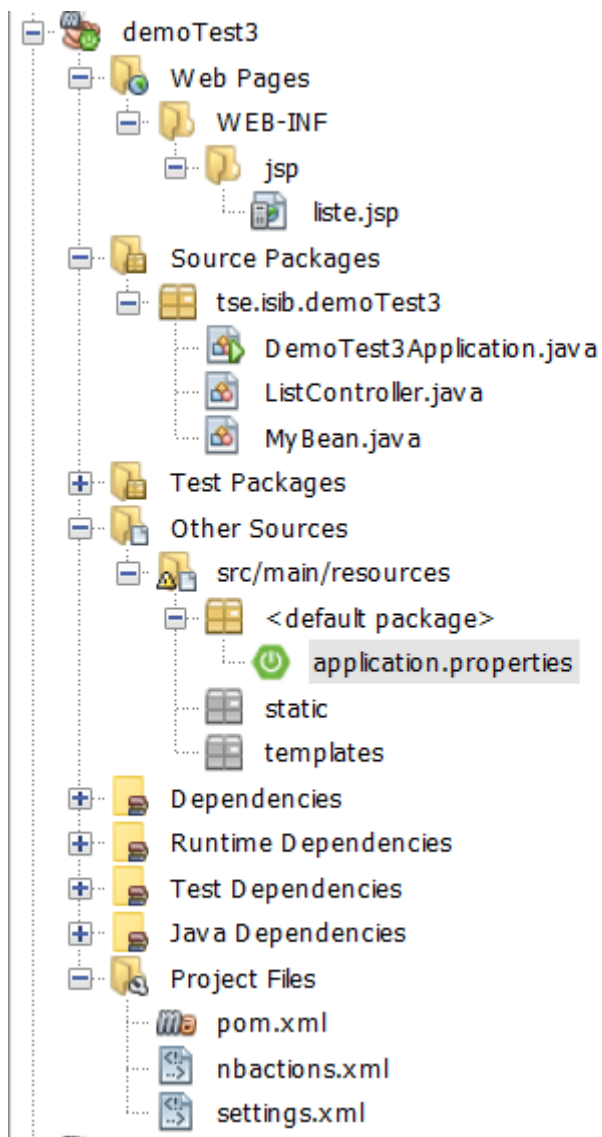 demoTest3
Web Pages
WEB-INF
jsp
liste.jsp
Source Packages
tse.isib.demoTest3
DemoTest3Application.java
ListController.java
MyBean.java
Test Packages
Other Sources
src/main/resources
<default package>
application.properties
static
templates
Dependencies
Runtime Dependencies
Test Dependencies
Java Dependencies
Project Files
pom.xml
nbactions.xml
settings.xml